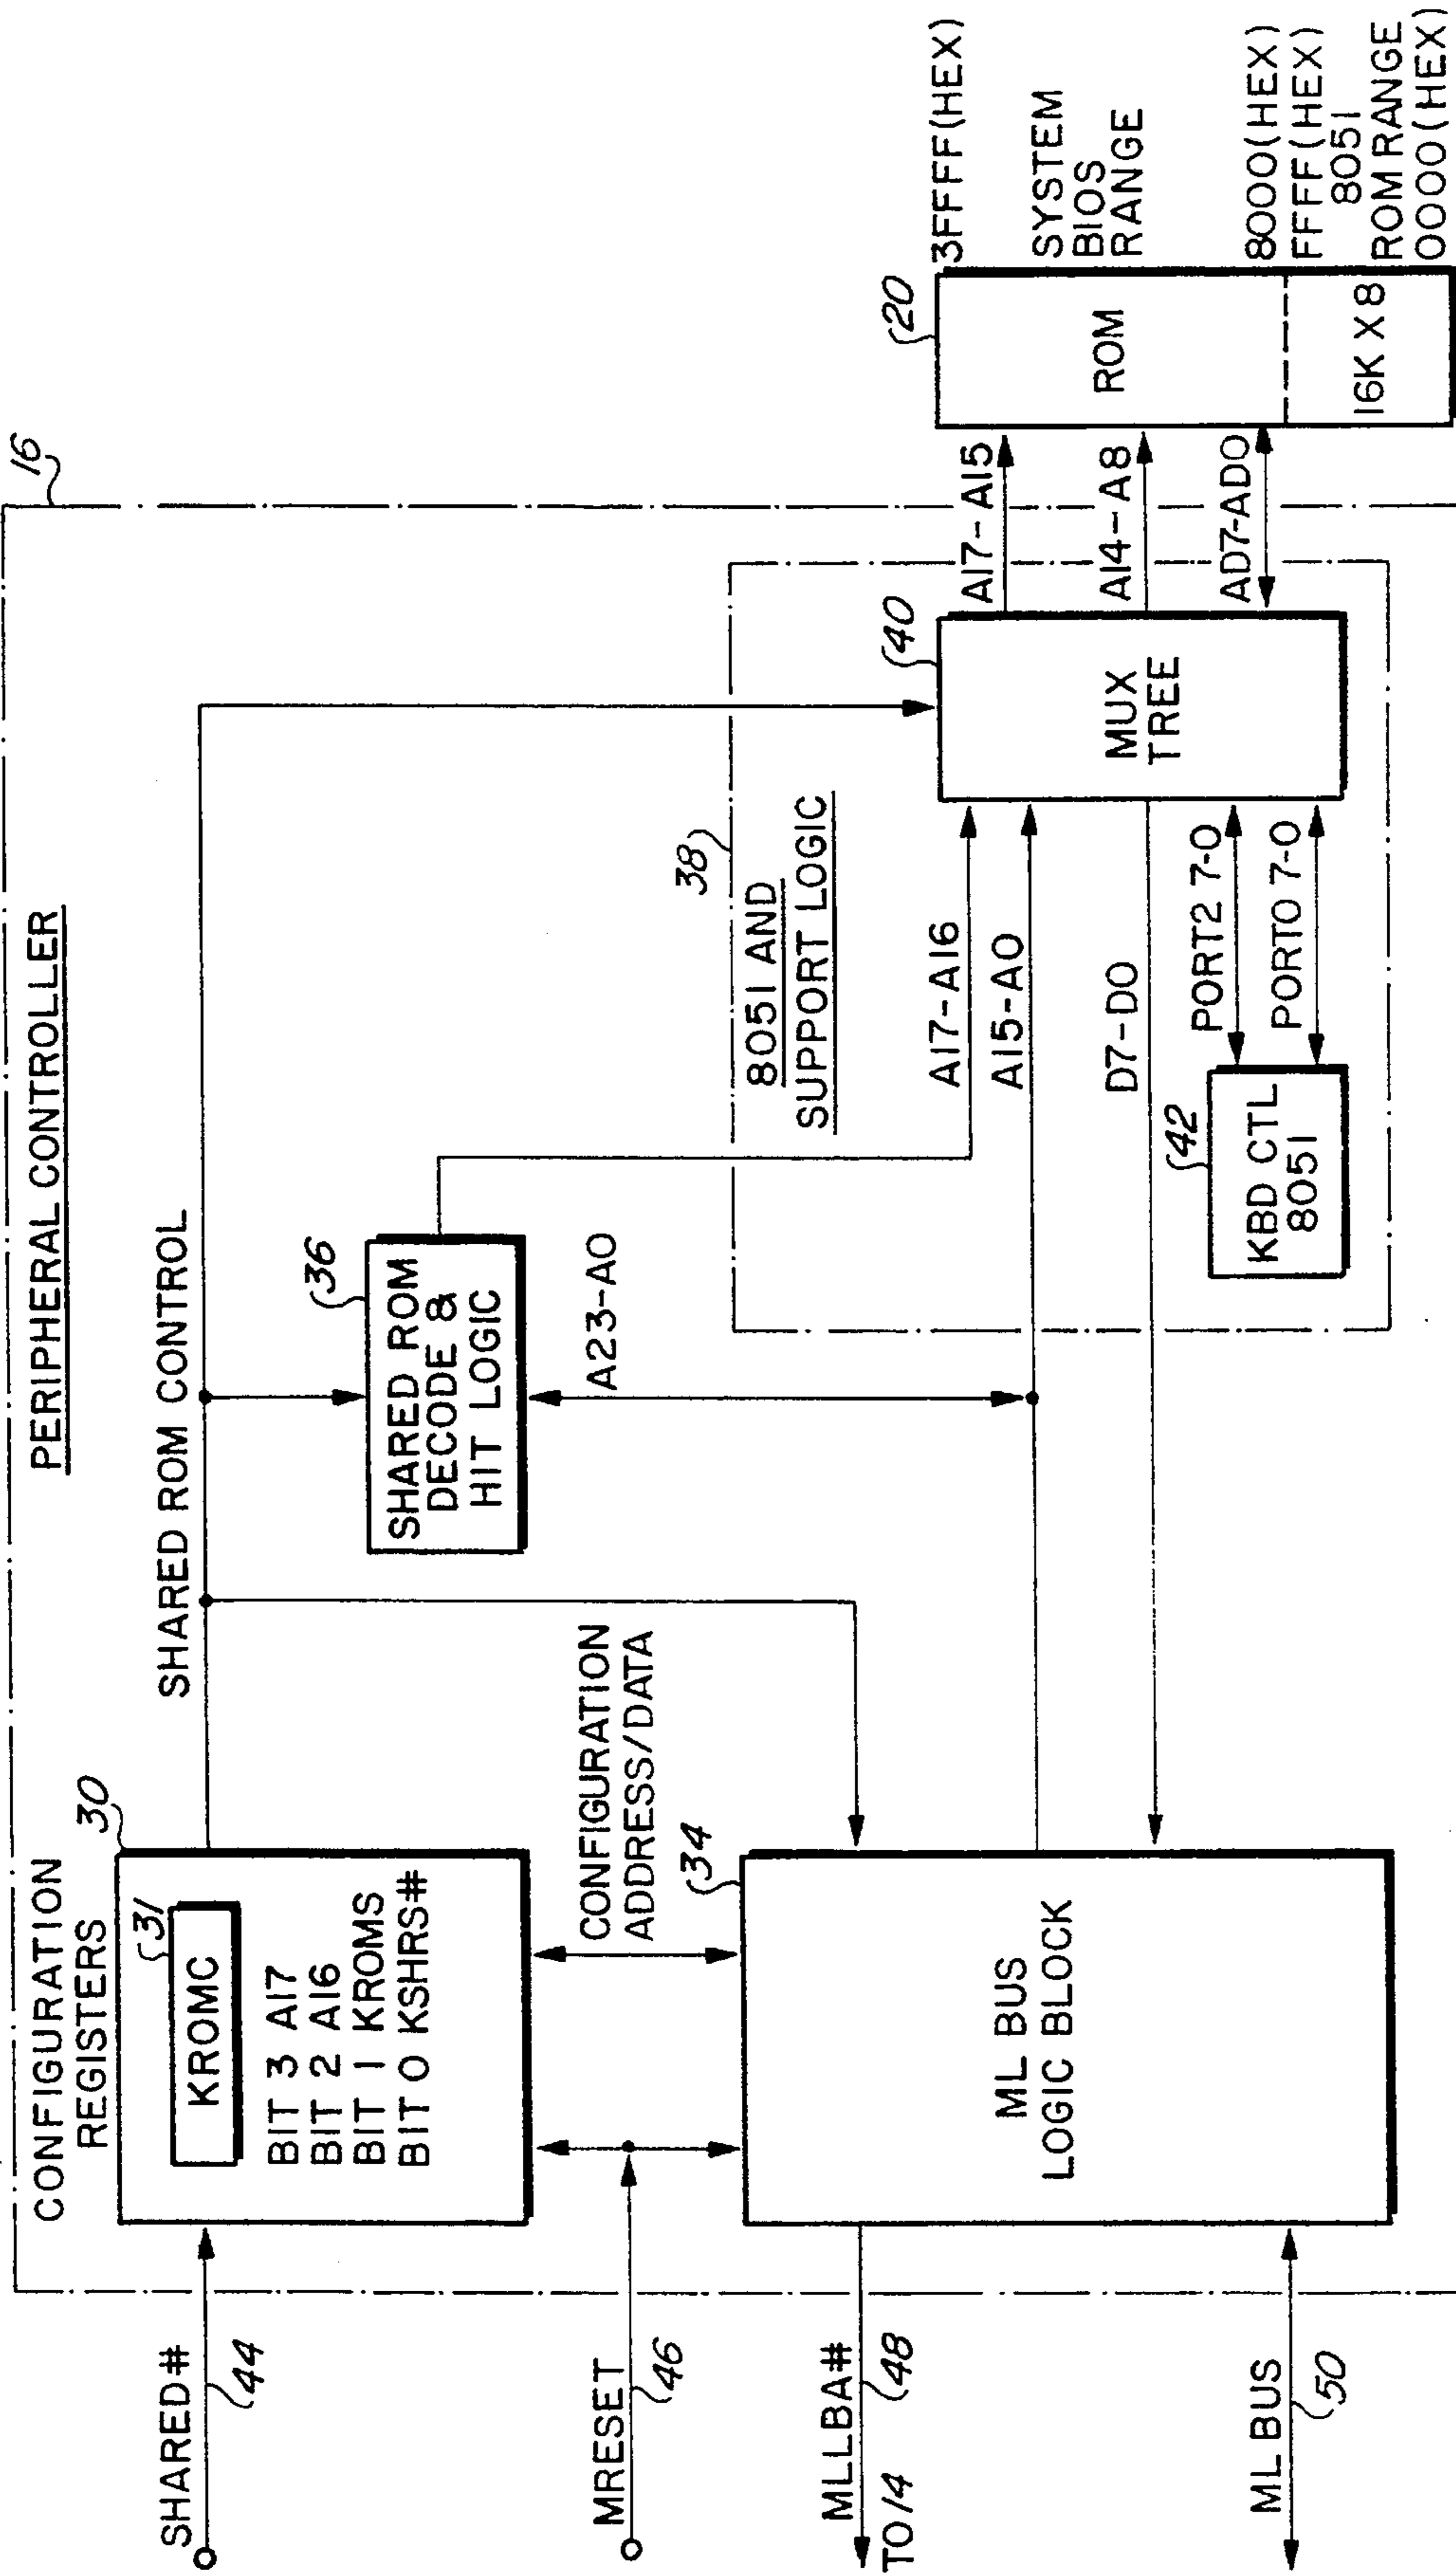 PERIPHERAL CONTROLLER
16
CONFIGURATION
REGISTERS
30
KROMC
31
BIT 3 A17
BIT 2 A16
BIT 1 KROMS
BIT 0 KSHRS#
SHARED#
44
MRESET
46
MLLBA#
48
TO 14
ML BUS
50
CONFIGURATION
ADDRESS/DATA
34
ML BUS
LOGIC BLOCK
SHARED ROM CONTROL
36
SHARED ROM
DECODE &
HIT LOGIC
A23-A0
38
8051 AND
SUPPORT LOGIC
A17-A16
A15-A0
D7-D0
PORT2 7-0
PORT0 7-0
42
KBD CTL
8051
40
MUX
TREE
A17-A15
A14-A8
AD7-AD0
20
ROM
16K X 8
3FFFF(HEX)
SYSTEM
BIOS
RANGE
8000(HEX)
FFFF(HEX)
8051
ROM RANGE
0000(HEX)